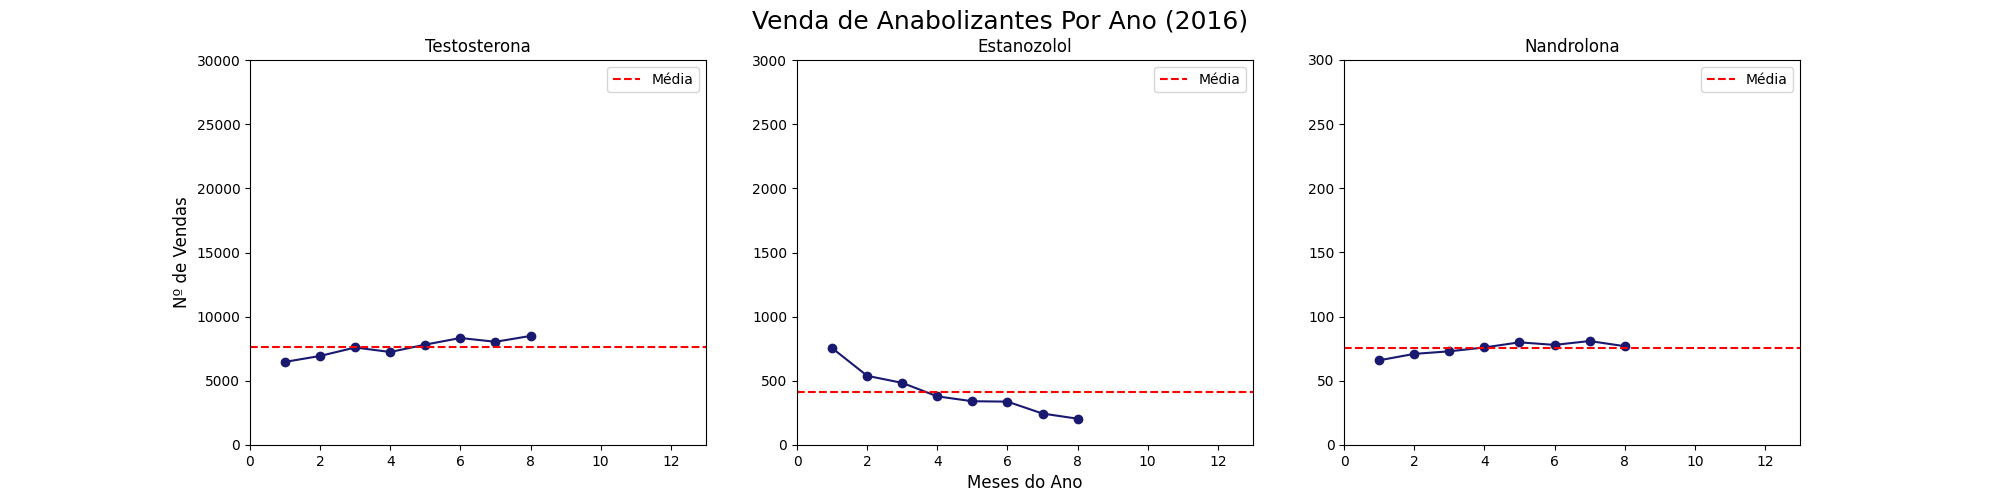 Venda de Anabolizantes Por Ano (2016)
Testosterona
Nº de Vendas
30000
25000
20000
15000
10000
5000
0
0 2 4 6 8 10 12
Média
Estanozolol
3000
2500
2000
1500
1000
500
0
0 2 4 6 8 10 12
Média
Meses do Ano
Nandrolona
300
250
200
150
100
50
0
0 2 4 6 8 10 12
Média